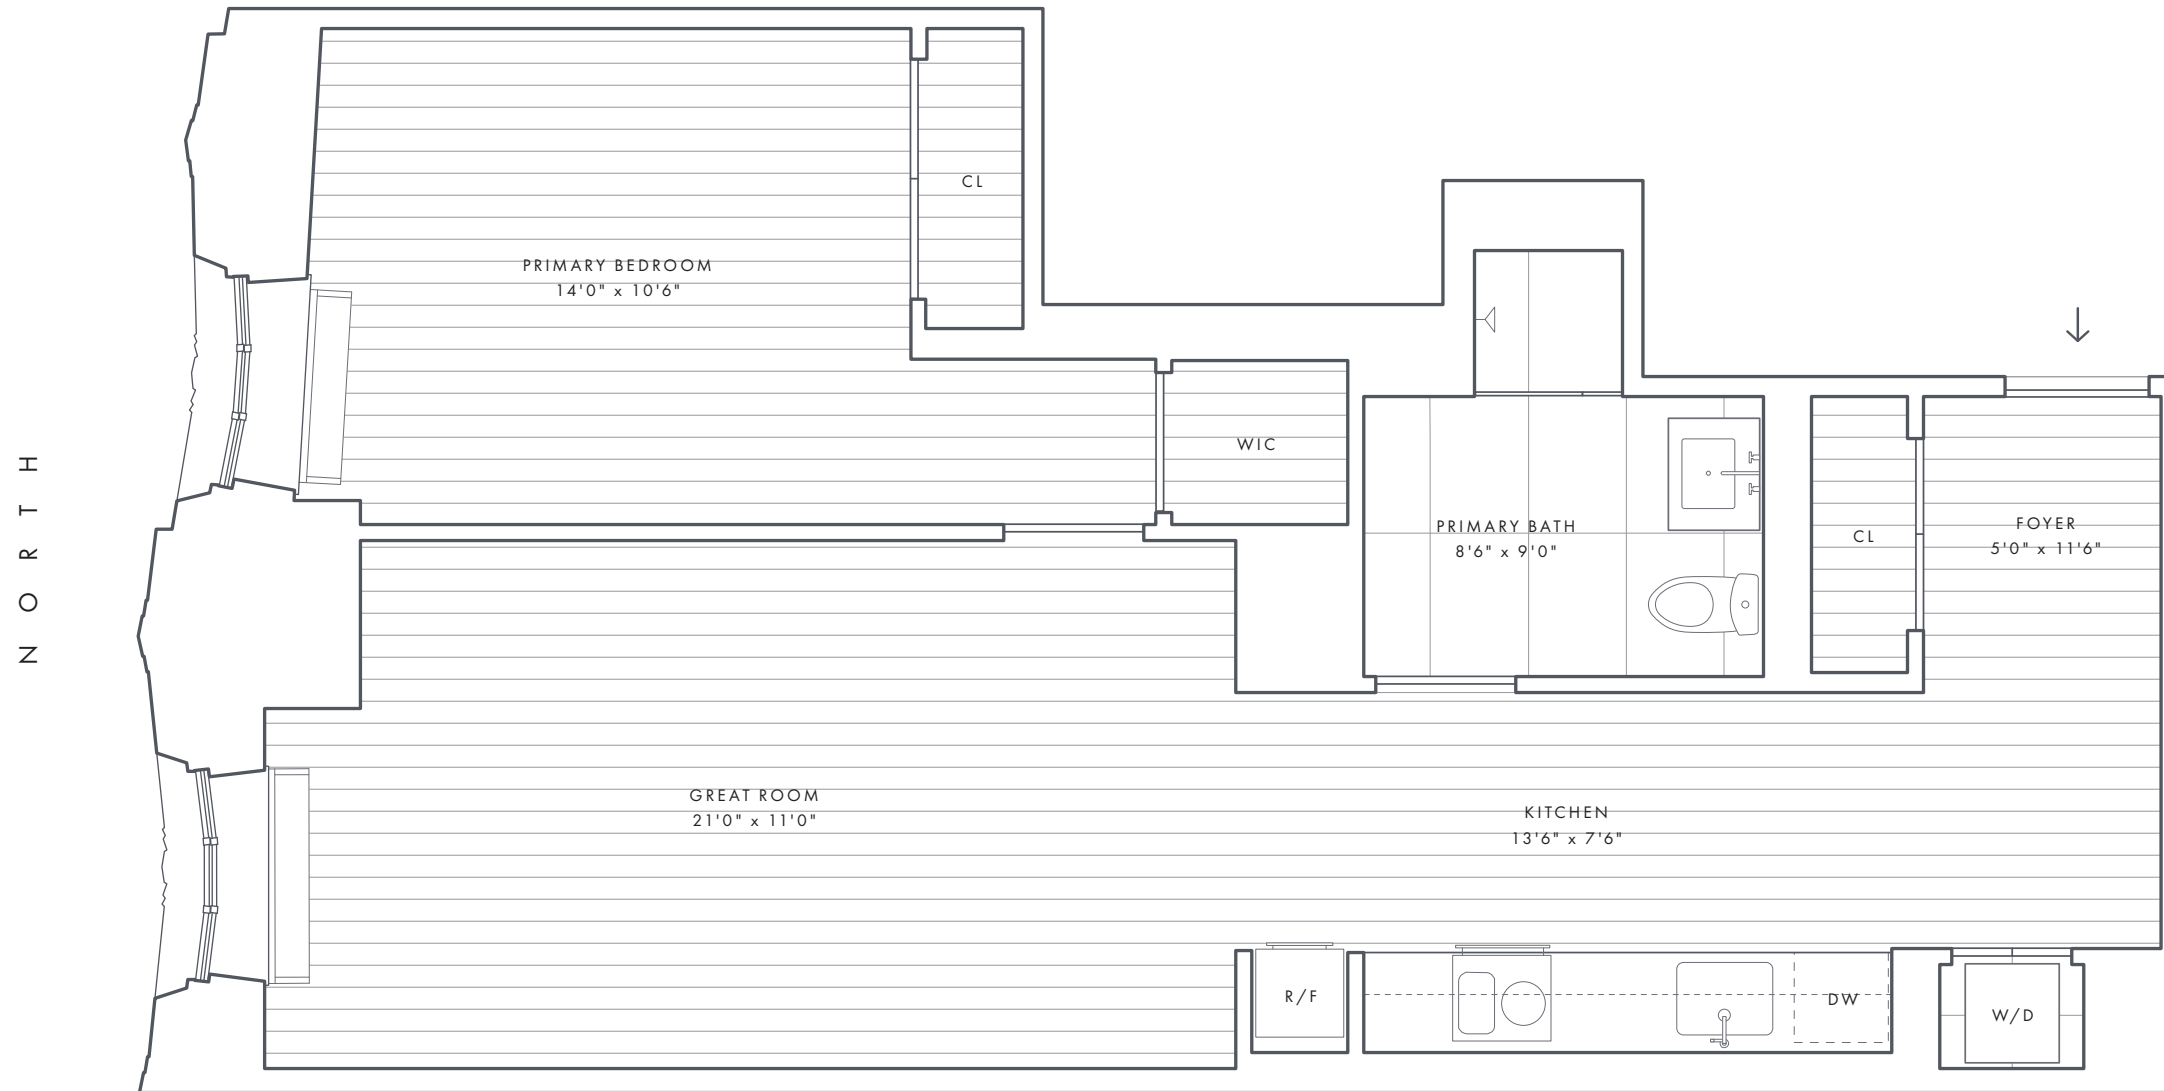 CL
PRIMARY BEDROOM
14'0" x 10'6"
WIC
PRIMARY BATH
8'6" x 9'0"
CL
FOYER
5'0" x 11'6"
NORTH
GREAT ROOM
21'0" x 11'0"
KITCHEN
13'6" x 7'6"
R/F
DW
W/D